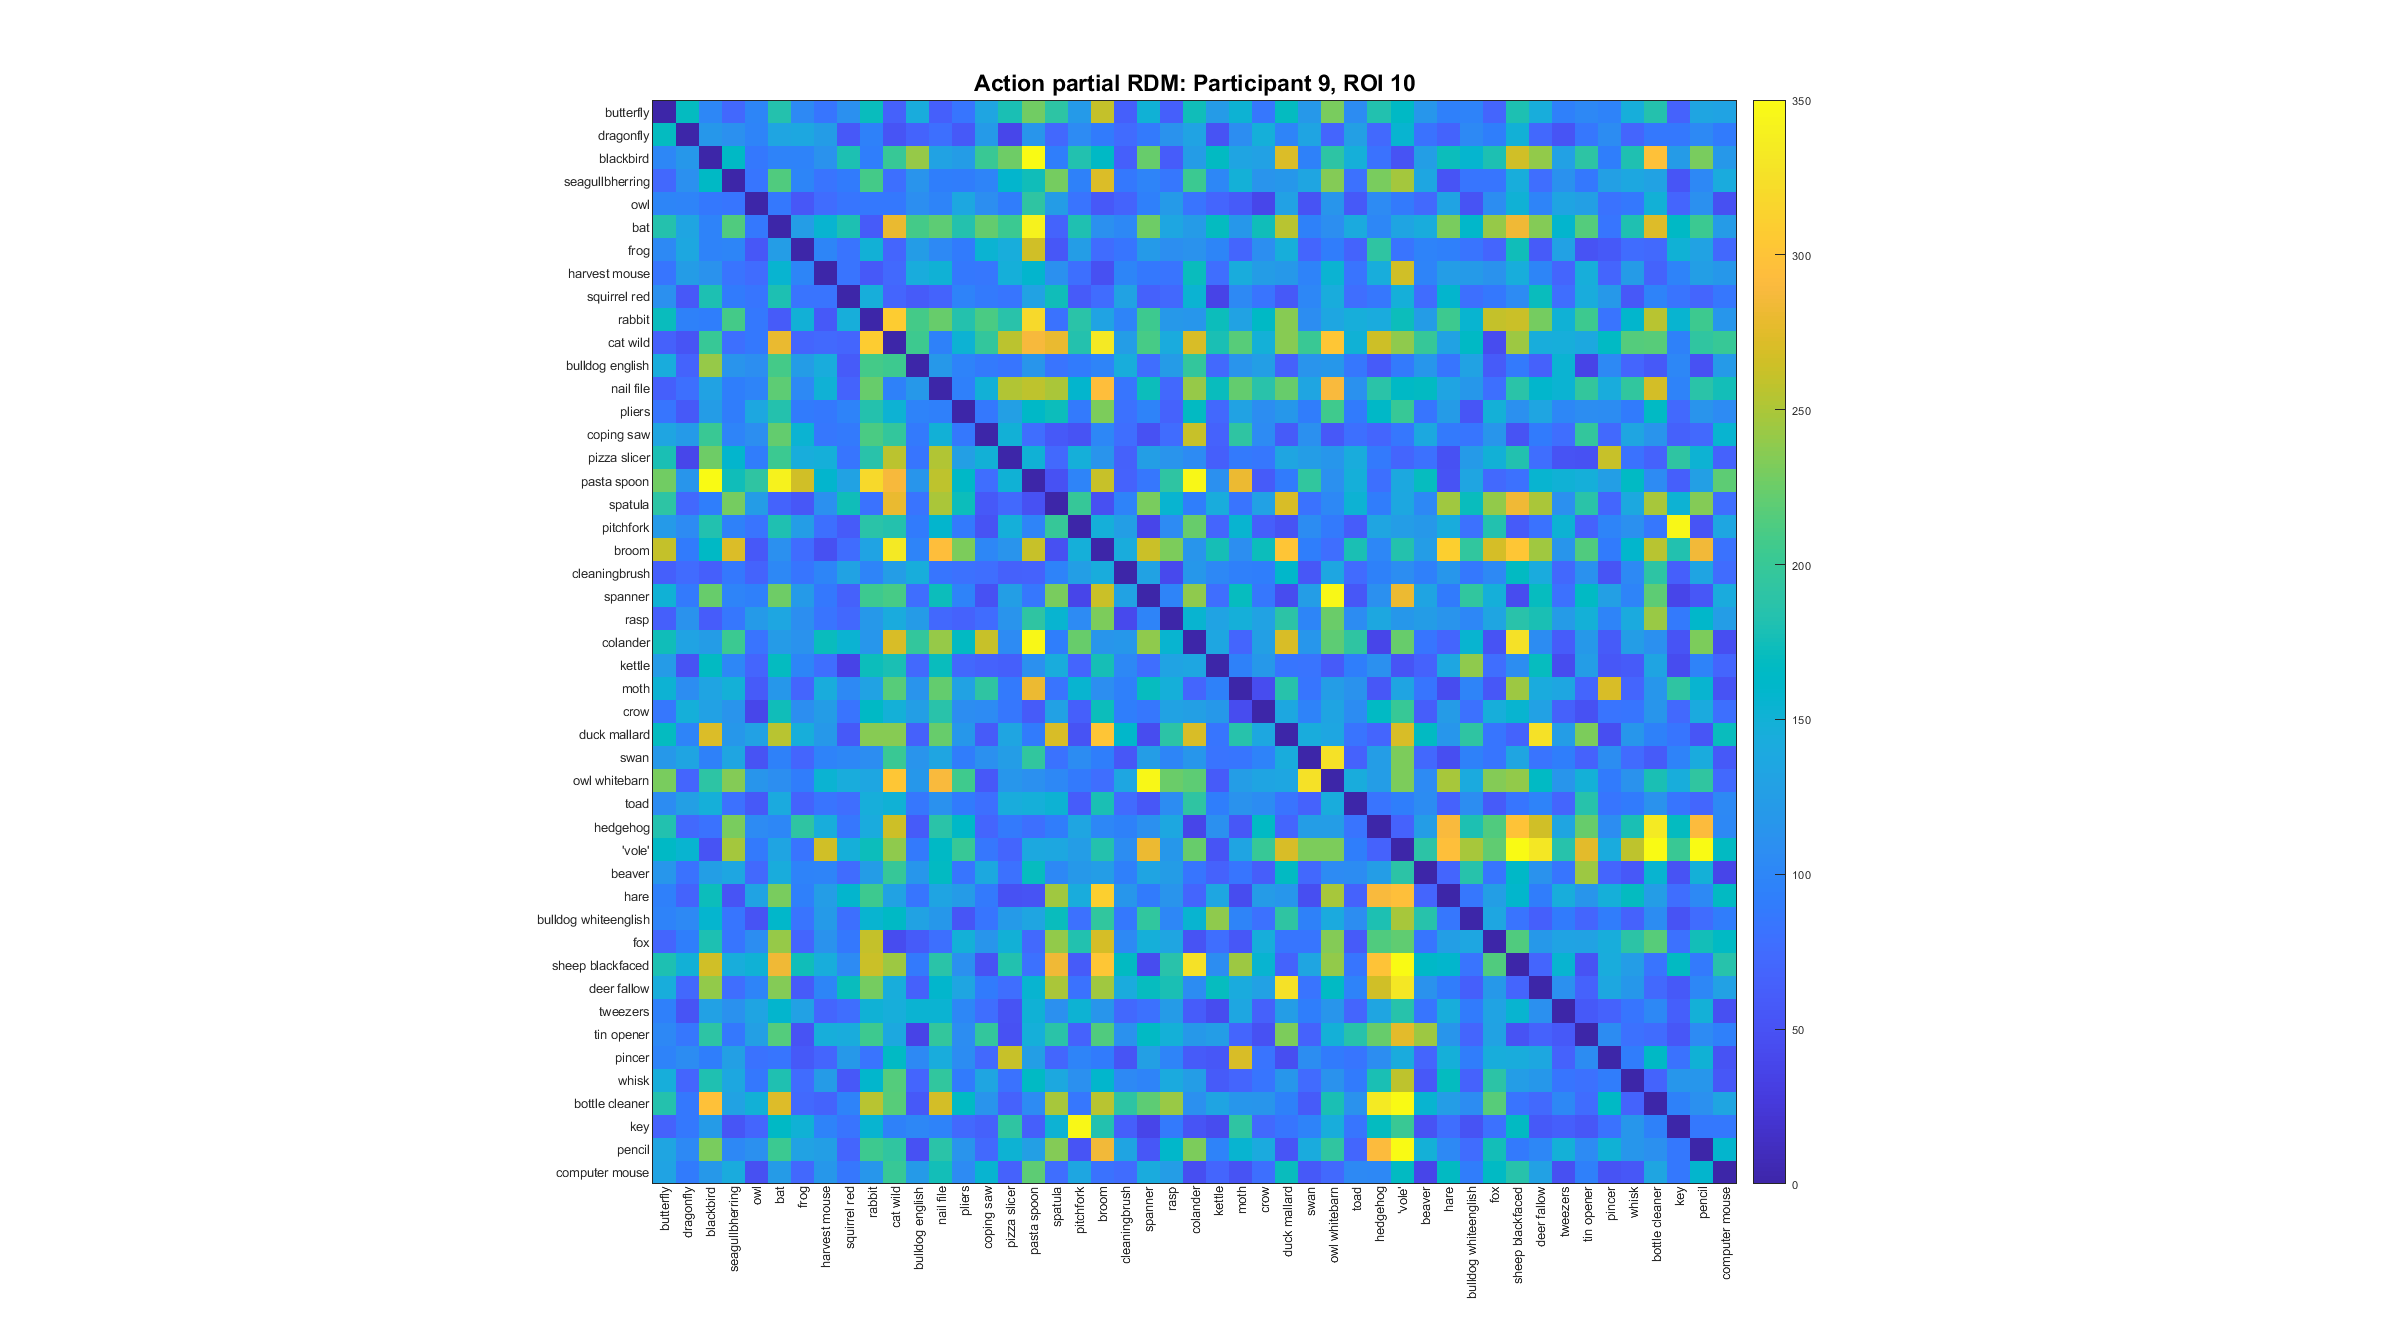 Action partial RDM: Participant 9, ROI 10
butterfly
dragonfly
blackbird
seagullbherring
owl
bat
frog
harvest mouse
squirrel red
rabbit
cat wild
bulldog english
nail file
pliers
coping saw
pizza slicer
pasta spoon
spatula
pitchfork
broom
cleaningbrush
spanner
rasp
colander
kettle
moth
crow
duck mallard
swan
owl whitebarn
toad
hedgehog
'vole'
beaver
hare
bulldog whiteenglish
fox
sheep blackfaced
deer fallow
tweezers
tin opener
pincer
whisk
bottle cleaner
key
pencil
computer mouse
butterfly
dragonfly
blackbird
seagullbherring
owl
bat
frog
harvest mouse
squirrel red
rabbit
cat wild
bulldog english
nail file
pliers
coping saw
pizza slicer
pasta spoon
spatula
pitchfork
broom
cleaningbrush
spanner
rasp
colander
kettle
moth
crow
duck mallard
swan
owl whitebarn
toad
hedgehog
'vole'
beaver
hare
bulldog whiteenglish
fox
sheep blackfaced
deer fallow
tweezers
tin opener
pincer
whisk
bottle cleaner
key
pencil
computer mouse
350
300
250
200
150
100
50
0